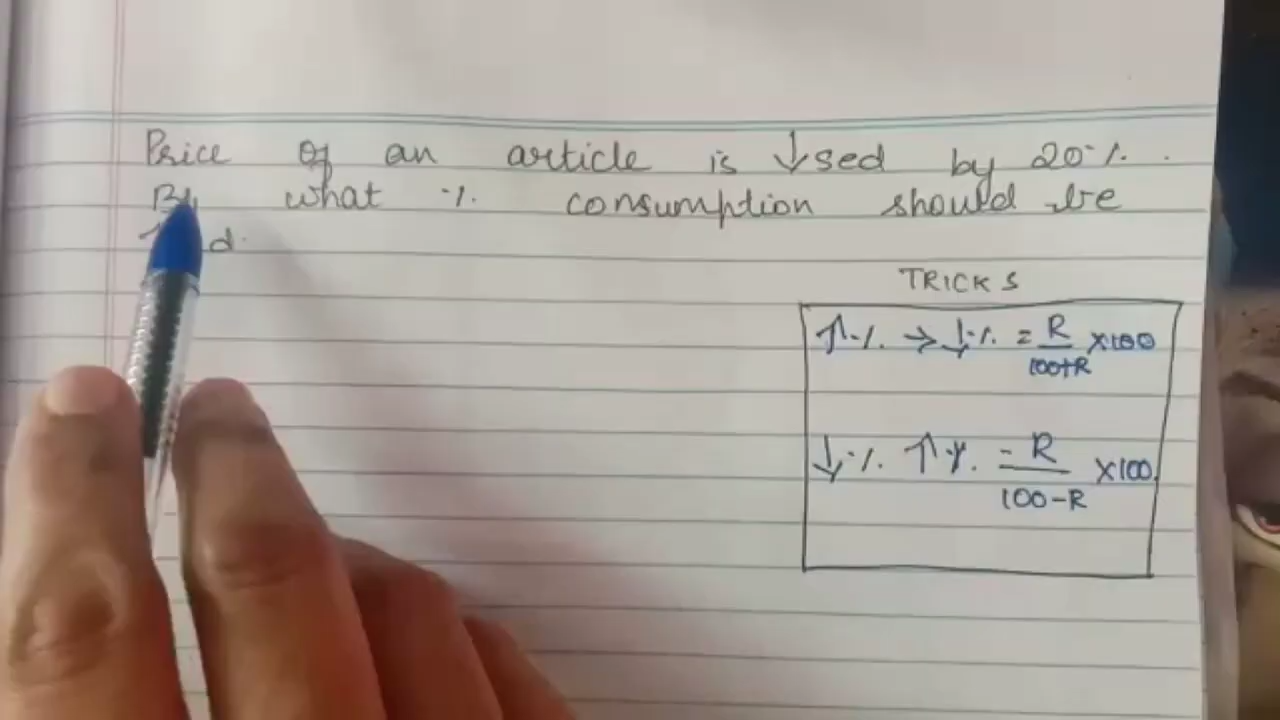 Price of an article is ↓sed by 20%.
By what % consumption should be
d.
TRICKS
↑% → ↓% = R/100+R ×100
↓% ↑% = R/100-R ×100